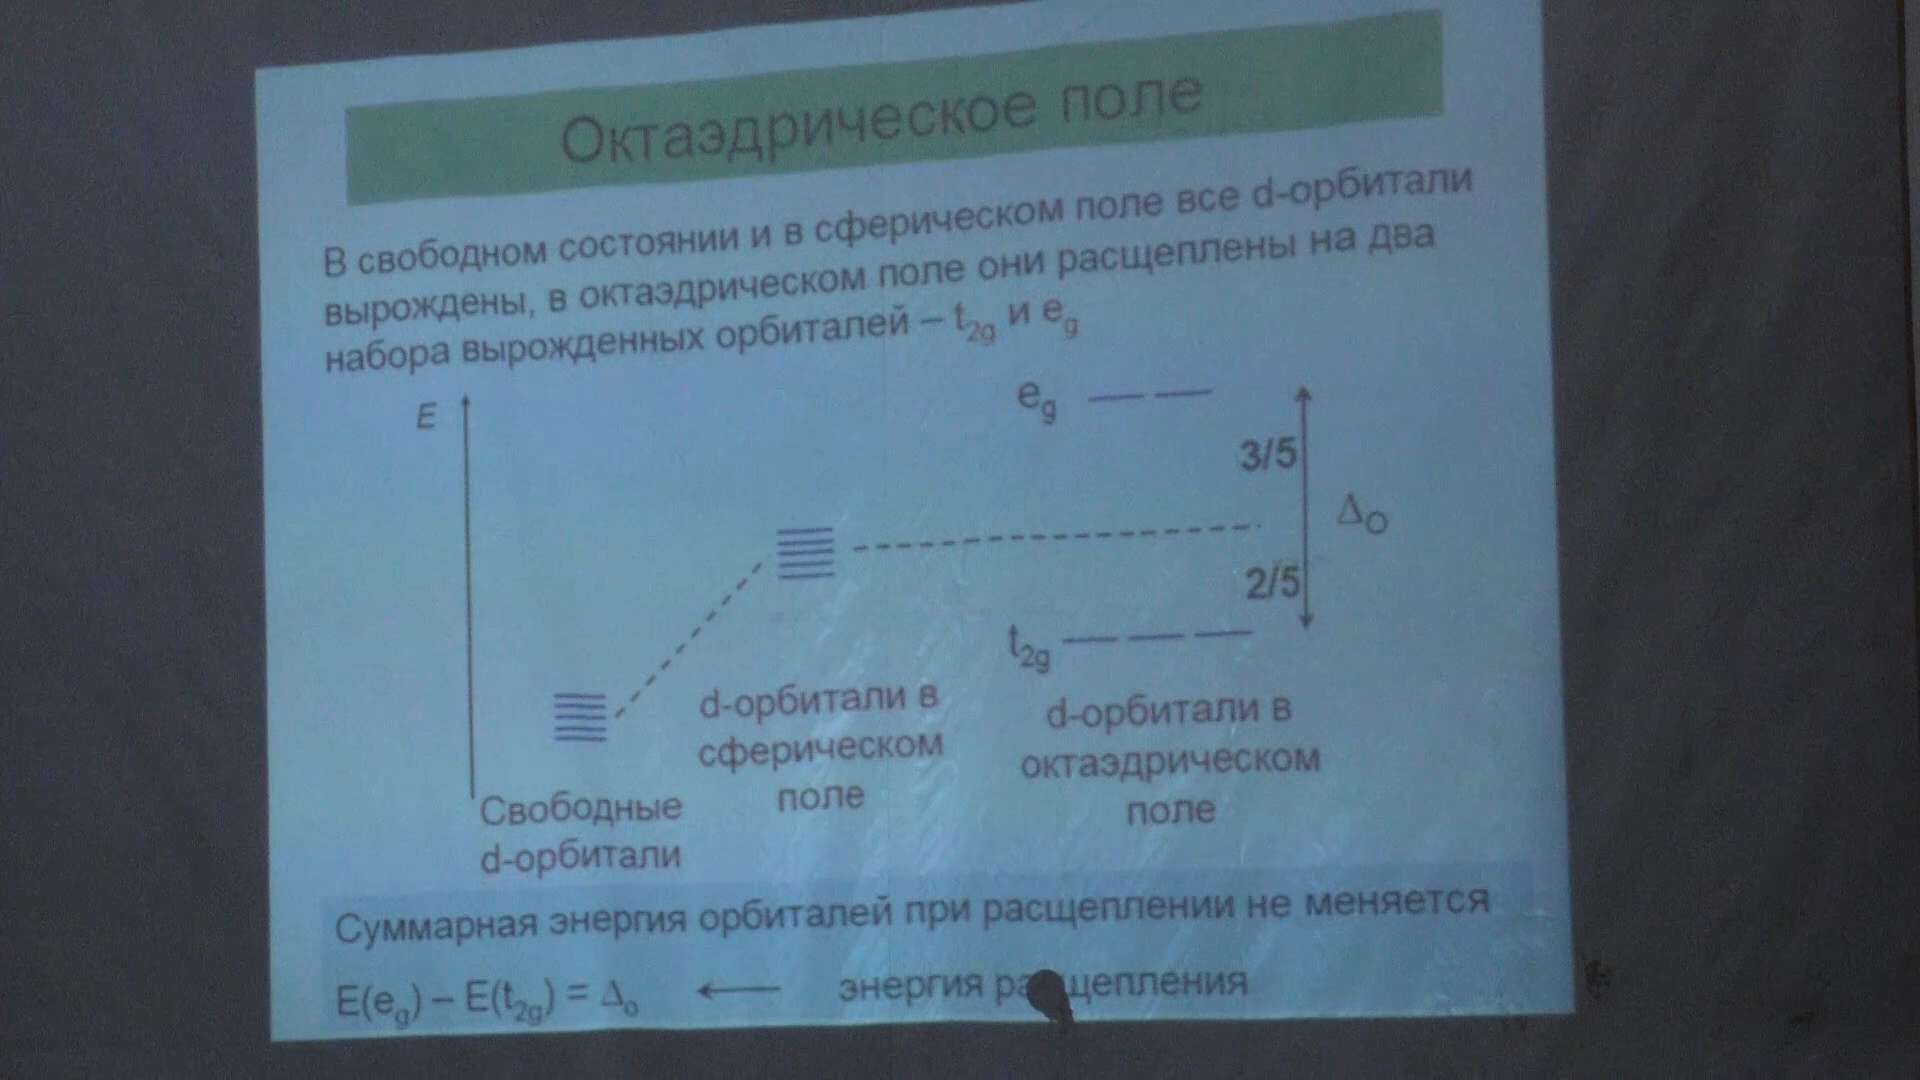 Октаэдрическое поле
В свободном состоянии и в сферическом поле все d-орбитали
вырождены, в октаэдрическом поле они расщеплены на два
набора вырожденных орбиталей – t2g и eg
E
eg
3/5
Δo
2/5
t2g
d-орбитали в
сферическом
поле
d-орбитали в
октаэдрическом
поле
Свободные
d-орбитали
Суммарная энергия орбиталей при расщеплении не меняется
E(eg) – E(t2g) = Δo ← энергия